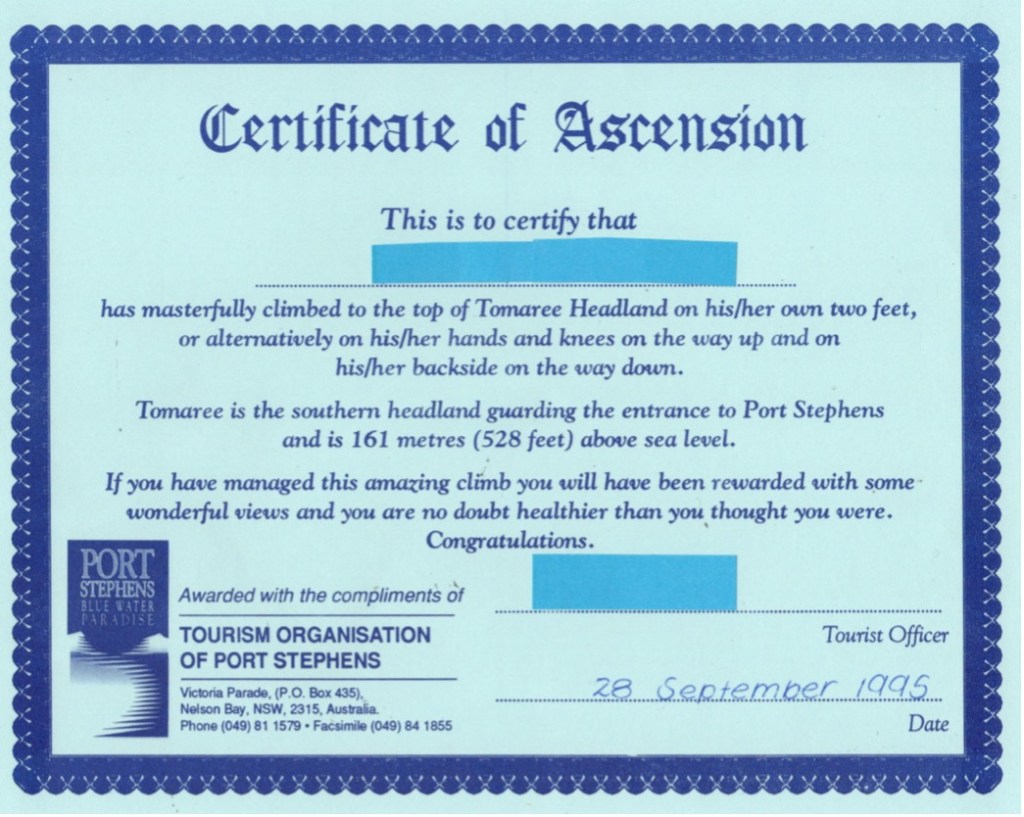 Certificate of Ascension
This is to certify that
has masterfully climbed to the top of Tomaree Headland on his/her own two feet,
or alternatively on his/her hands and knees on the way up and on
his/her backside on the way down.
Tomaree is the southern headland guarding the entrance to Port Stephens
and is 161 metres (528 feet) above sea level.
If you have managed this amazing climb you will have been rewarded with some
wonderful views and you are no doubt healthier than you thought you were.
Congratulations.
PORT
STEPHENS
BLUE WATER
PARADISE
Awarded with the compliments of
TOURISM ORGANISATION
OF PORT STEPHENS
Victoria Parade, (P.O. Box 435),
Nelson Bay, NSW, 2315, Australia.
Phone (049) 81 1579 • Facsimile (049) 84 1855
Tourist Officer
28 September 1995
Date